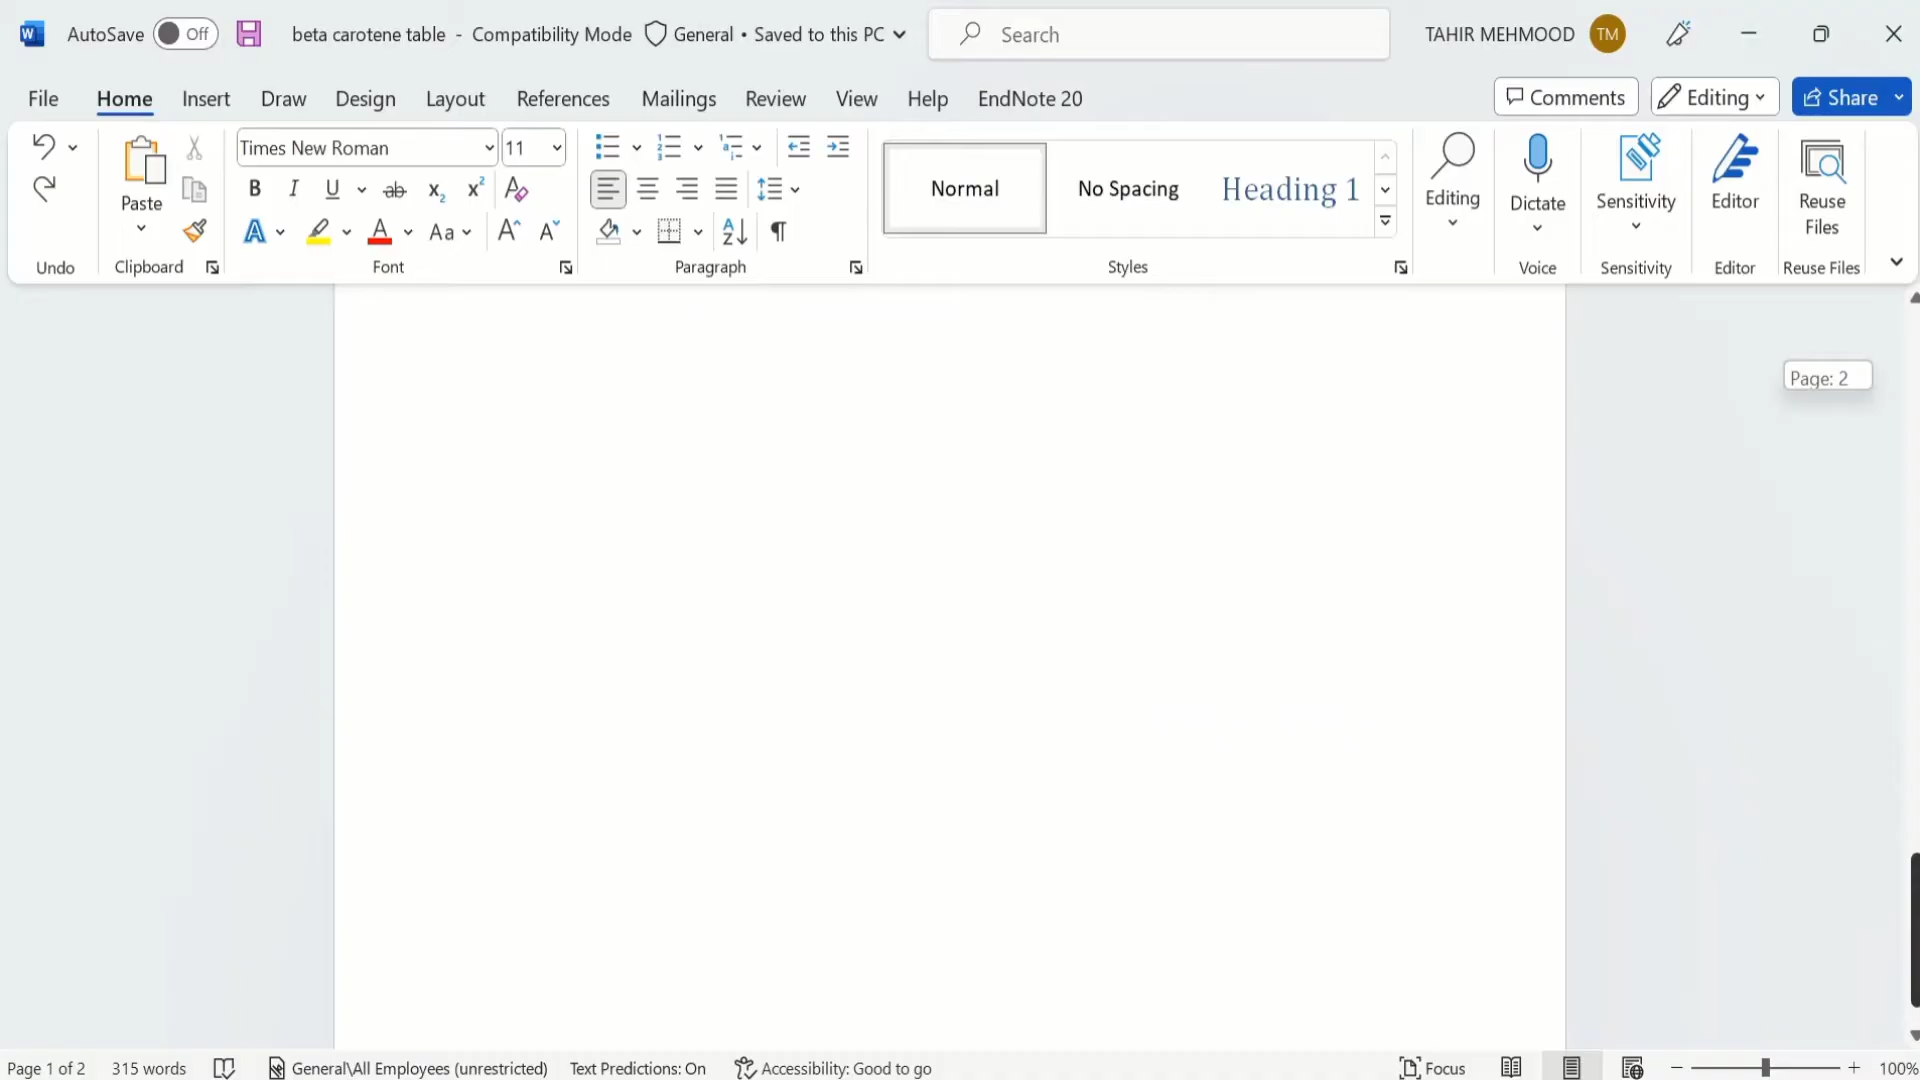 AutoSave Off beta carotene table - Compatibility Mode General • Saved to this PC Search TAHIR MEHMOOD TM
File Home Insert Draw Design Layout References Mailings Review View Help EndNote 20 Comments Editing Share
Paste
Times New Roman 11
Normal No Spacing Heading 1
Editing Dictate Sensitivity Editor Reuse Files
Undo Clipboard Font Paragraph Styles Voice Sensitivity Editor Reuse Files
Page: 2
Page 1 of 2 315 words General\All Employees (unrestricted) Text Predictions: On Accessibility: Good to go Focus 100%